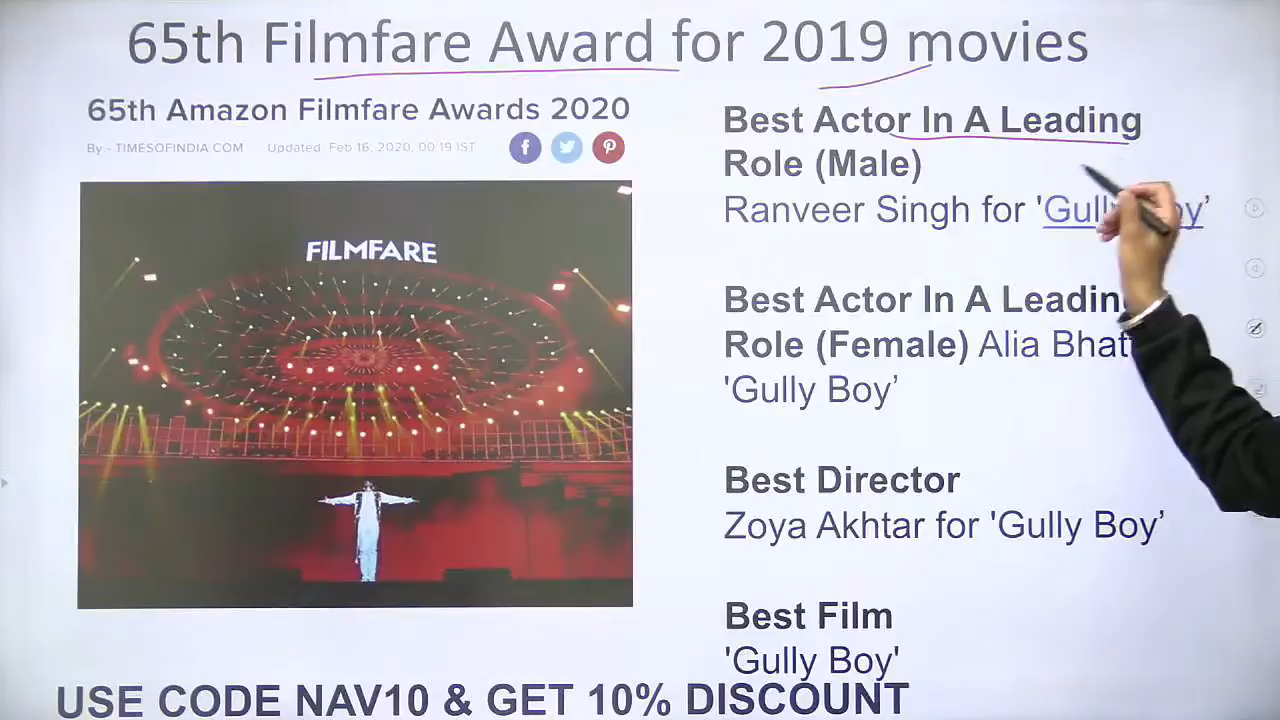 65th Filmfare Award for 2019 movies
65th Amazon Filmfare Awards 2020
By - TIMESOFINDIA.COM Updated: Feb 16, 2020, 00:19 IST
FILMFARE
Best Actor In A Leading
Role (Male)
Ranveer Singh for 'Gully Boy’
Best Actor In A Leading
Role (Female) Alia Bhatt
'Gully Boy’
Best Director
Zoya Akhtar for 'Gully Boy’
Best Film
'Gully Boy'
USE CODE NAV10 & GET 10% DISCOUNT